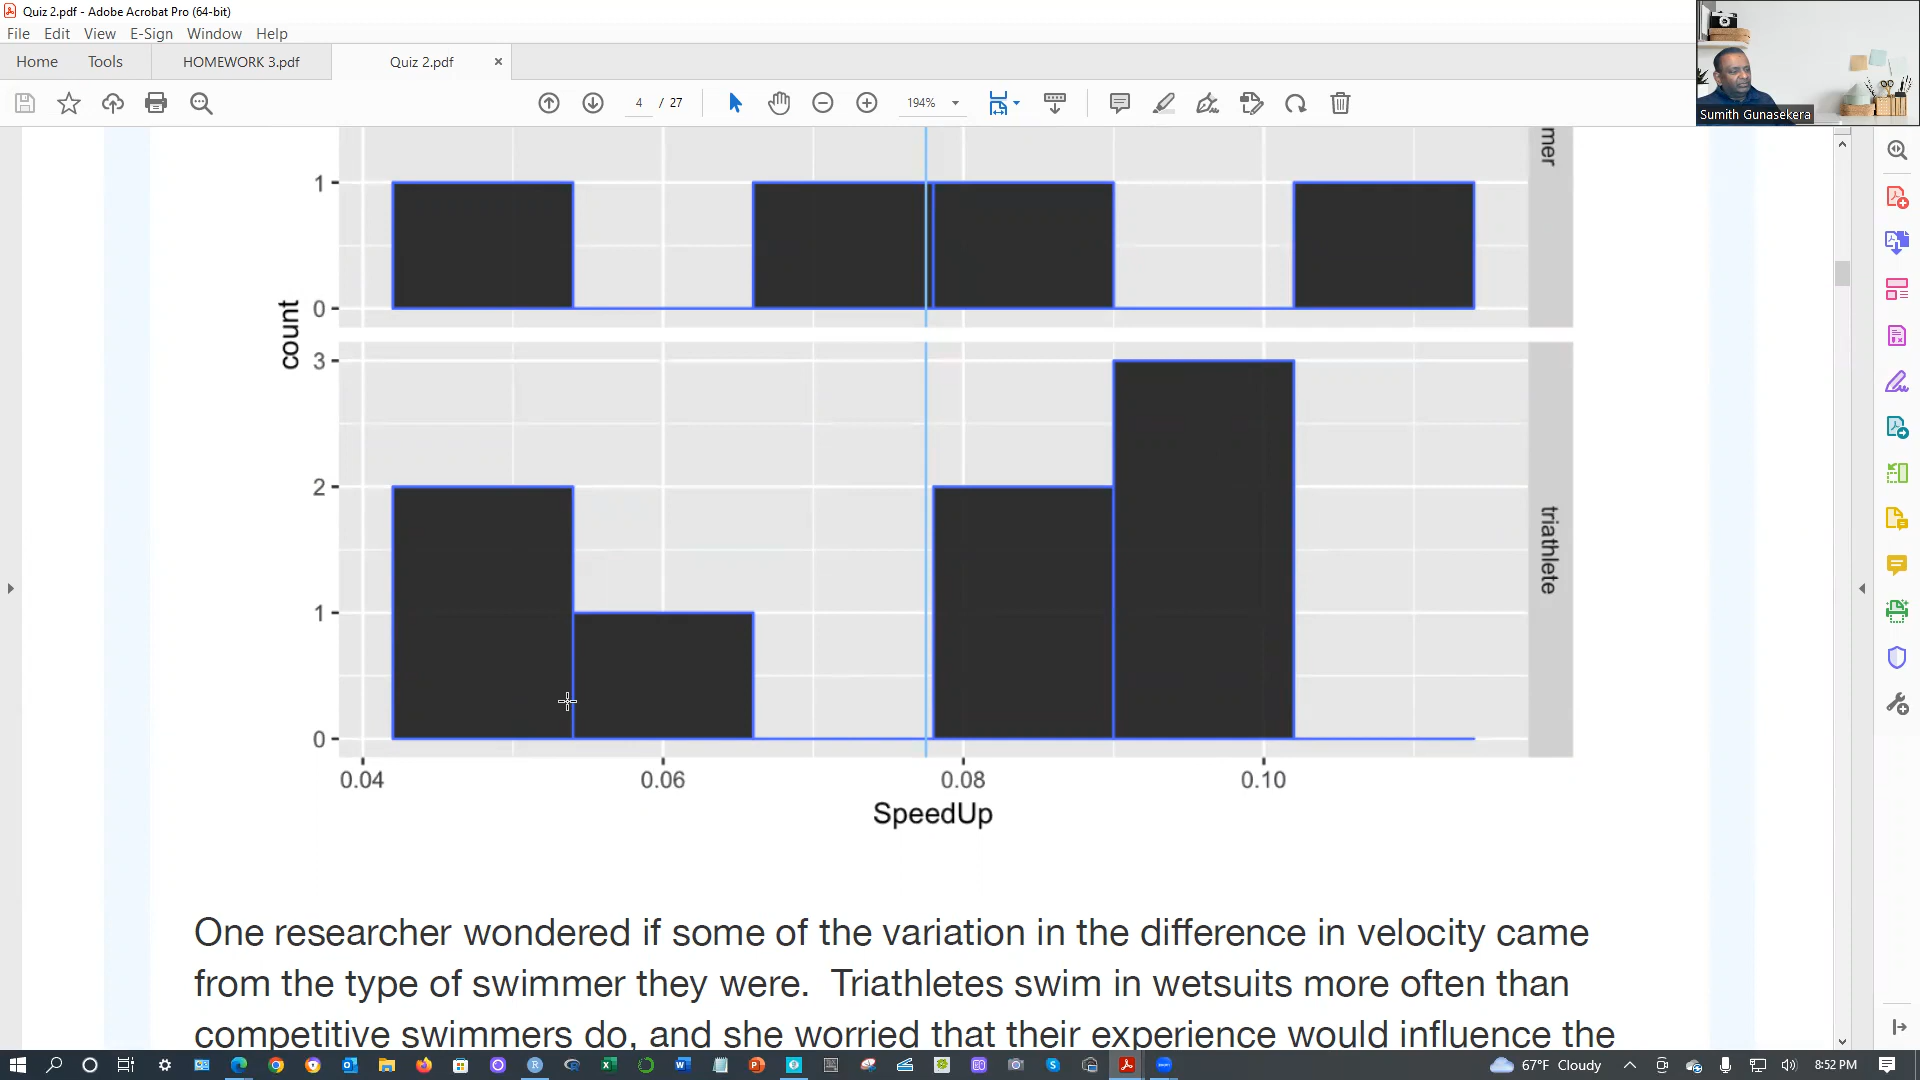 Quiz 2.pdf - Adobe Acrobat Pro (64-bit)
File Edit View E-Sign Window Help
Home Tools HOMEWORK 3.pdf Quiz 2.pdf ×
4 / 27 194%
Sumith Gunasekera
mer
1
0
count
3
2
1
0
triathlete
0.04 0.06 0.08 0.10
SpeedUp
One researcher wondered if some of the variation in the difference in velocity came
from the type of swimmer they were. Triathletes swim in wetsuits more often than
competitive swimmers do, and she worried that their experience would influence the
67°F Cloudy 8:52 PM